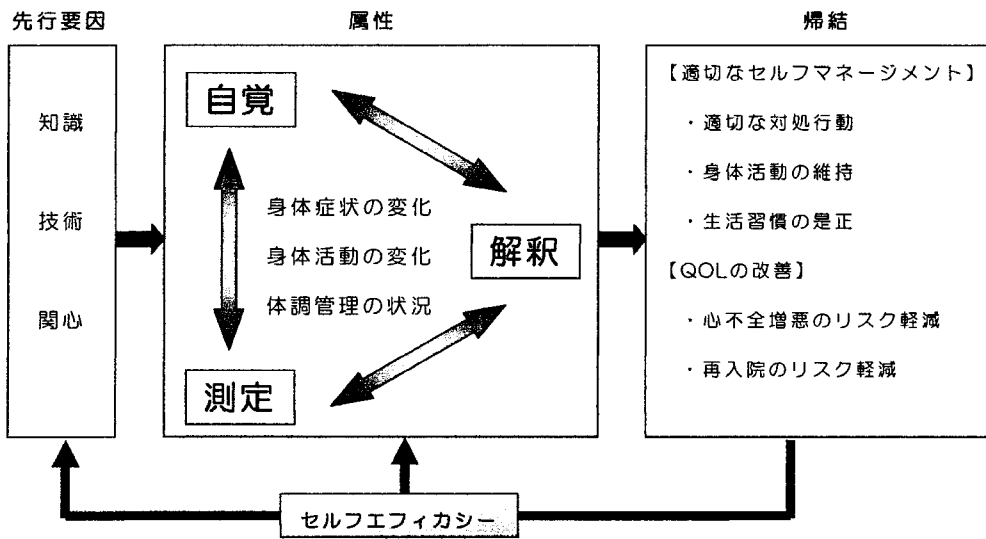 先行要因
属性
帰結
知識
技術
関心
自覚
身体症状の変化
身体活動の変化
体調管理の状況
解釈
測定
【適切なセルフマネージメント】
・適切な対処行動
・身体活動の維持
・生活習慣の是正
【QOLの改善】
・心不全増悪のリスク軽減
・再入院のリスク軽減
セルフエフィカシー